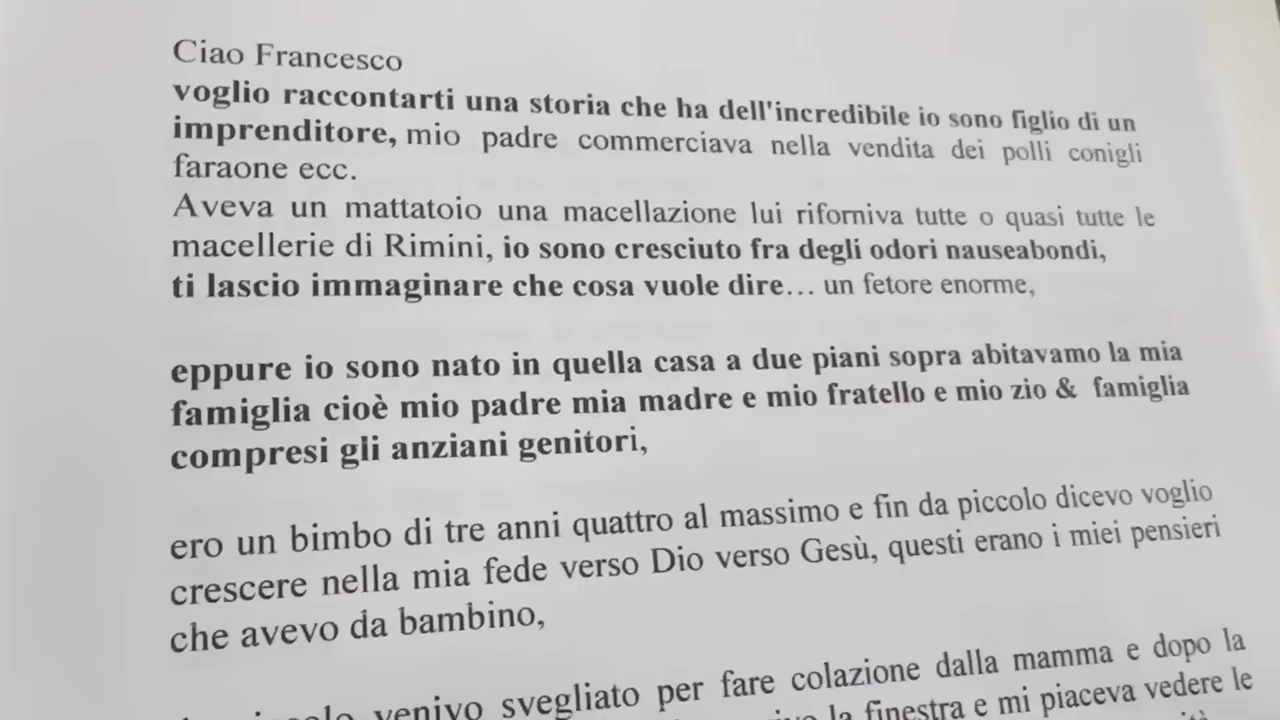 Ciao Francesco
voglio raccontarti una storia che ha dell'incredibile io sono figlio di un
imprenditore, mio padre commerciava nella vendita dei polli conigli
faraone ecc.
Aveva un mattatoio una macellazione lui riforniva tutte o quasi tutte le
macellerie di Rimini, io sono cresciuto fra degli odori nauseabondi,
ti lascio immaginare che cosa vuole dire... un fetore enorme,
eppure io sono nato in quella casa a due piani sopra abitavamo la mia
famiglia cioè mio padre mia madre e mio fratello e mio zio & famiglia
compresi gli anziani genitori,
ero un bimbo di tre anni quattro al massimo e fin da piccolo dicevo voglio
crescere nella mia fede verso Dio verso Gesù, questi erano i miei pensieri
che avevo da bambino,
venivo svegliato per fare colazione dalla mamma e dopo la
la finestra e mi piaceva vedere le